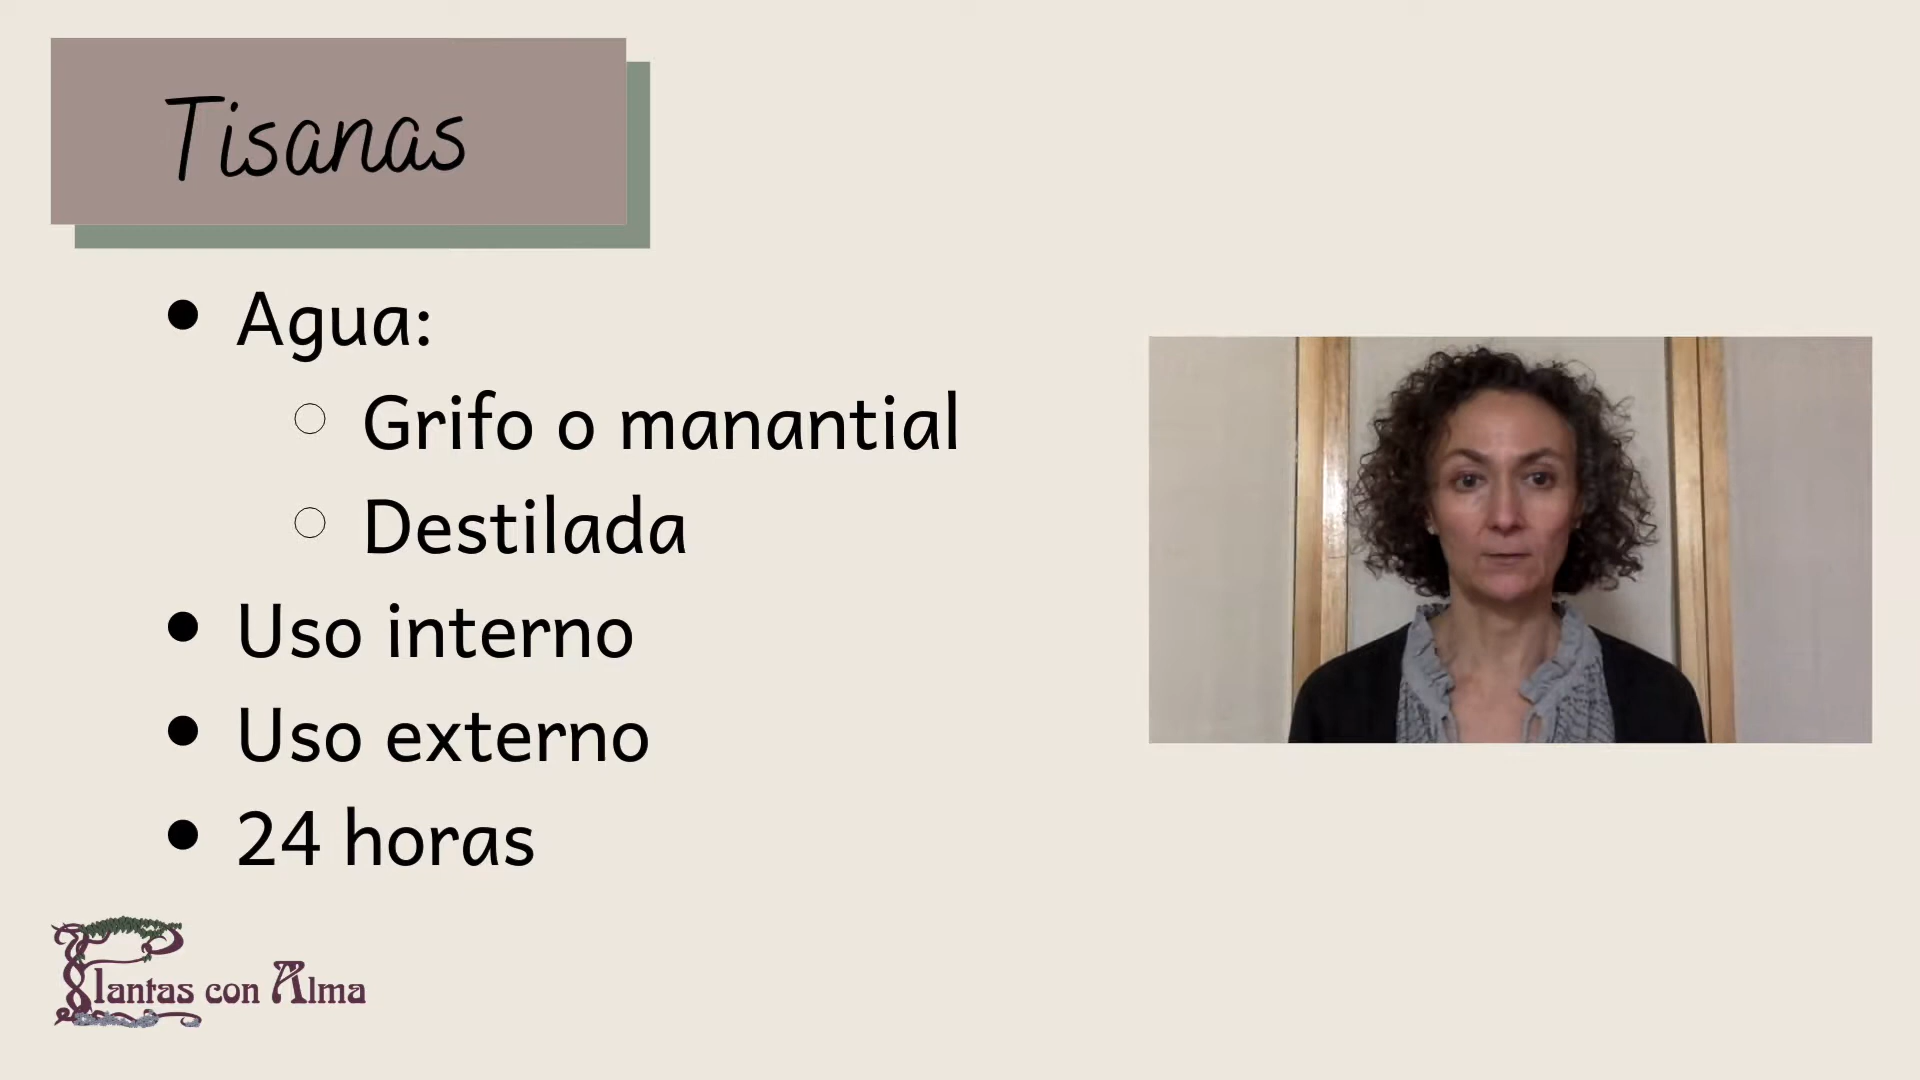 Tisanas
Agua:
Grifo o manantial
Destilada
Uso interno
Uso externo
24 horas
Plantas con Alma